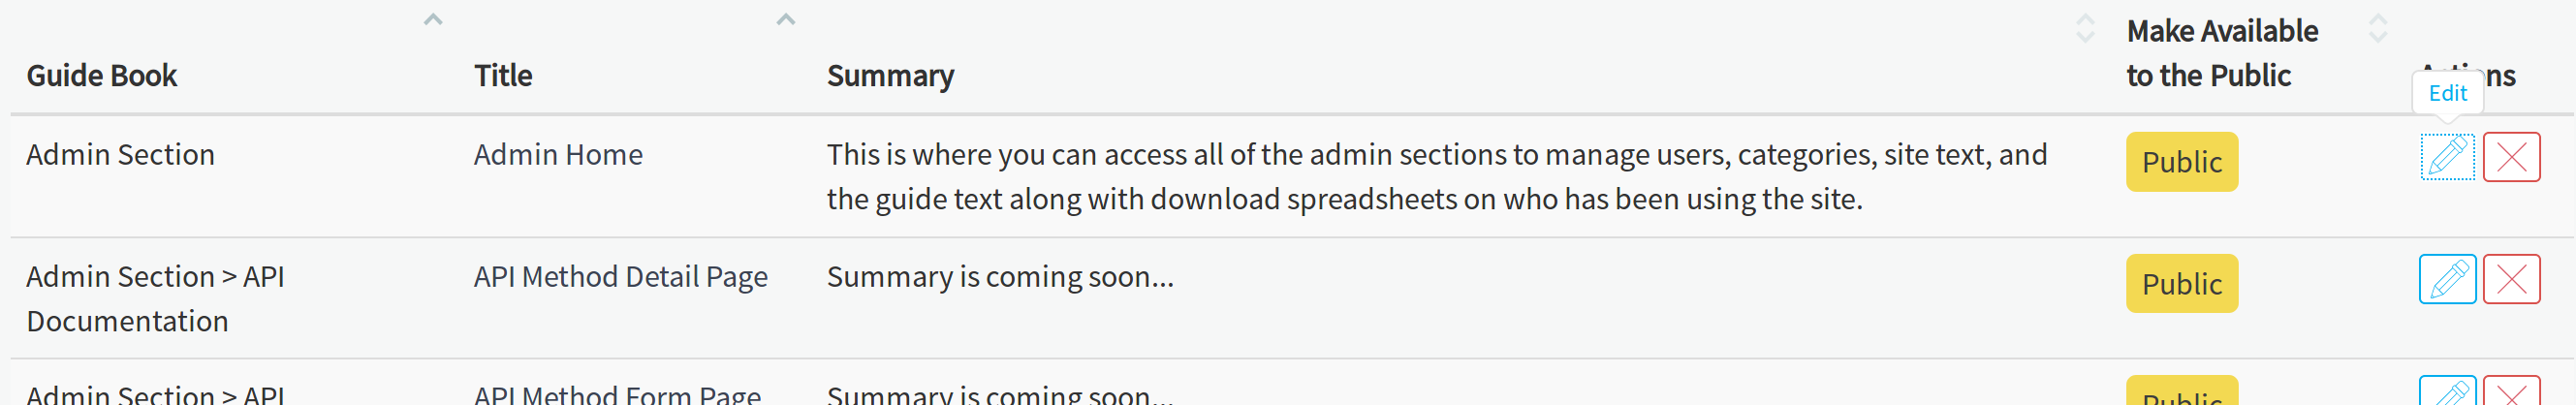 Make Available
to the Public
Guide Book Title Summary Actions
Edit
Admin Section Admin Home This is where you can access all of the admin sections to manage users, categories, site text, and
the guide text along with download spreadsheets on who has been using the site. Public
Admin Section > API API Method Detail Page Summary is coming soon... Public
Documentation
Admin Section > API API Method Form Page Summary is coming soon... Public